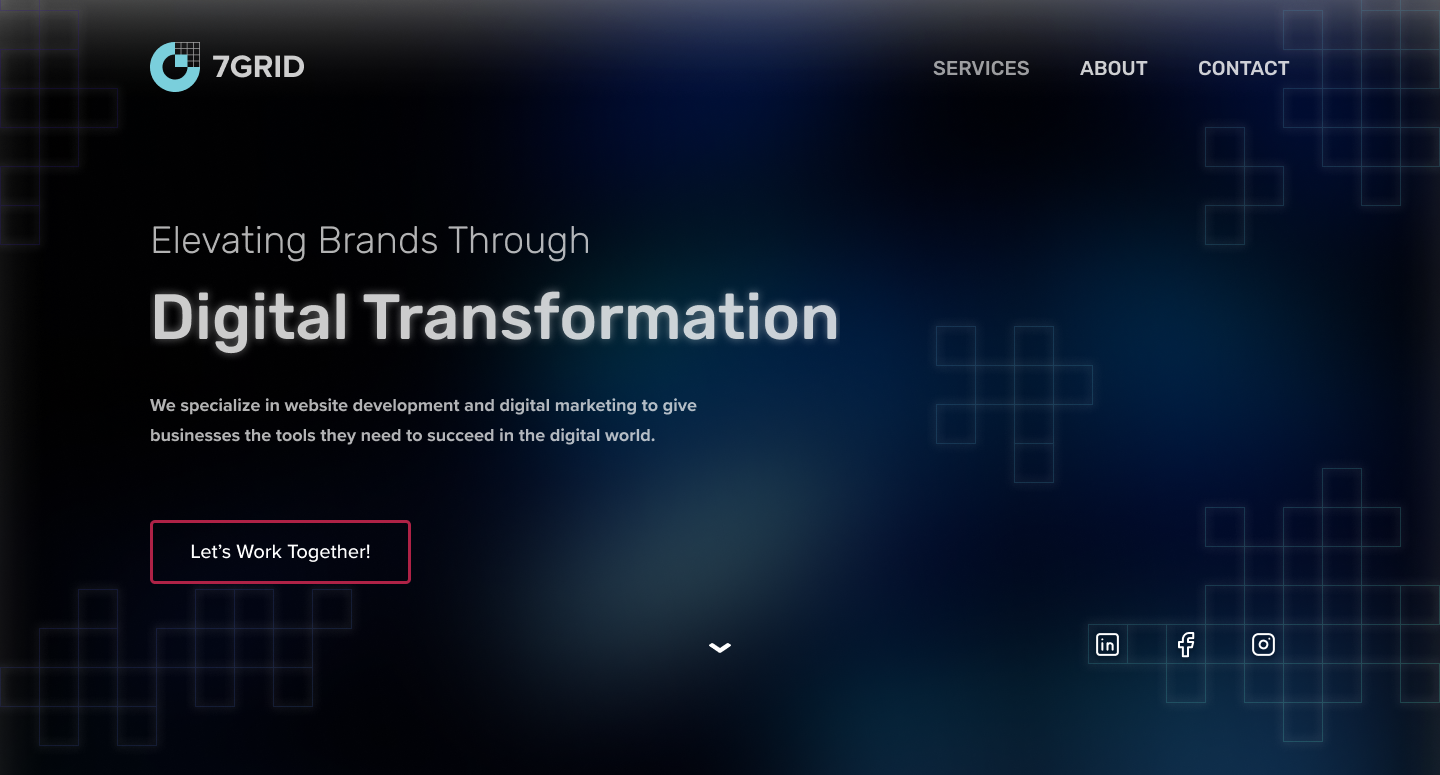 7GRID
SERVICES
ABOUT
CONTACT
Elevating Brands Through
Digital Transformation
We specialize in website development and digital marketing to give
businesses the tools they need to succeed in the digital world.
Let’s Work Together!